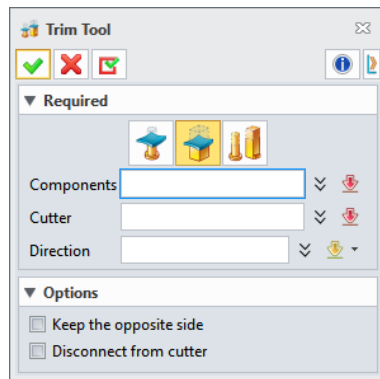 Trim Tool
Required
Components
Cutter
Direction
Options
Keep the opposite side
Disconnect from cutter